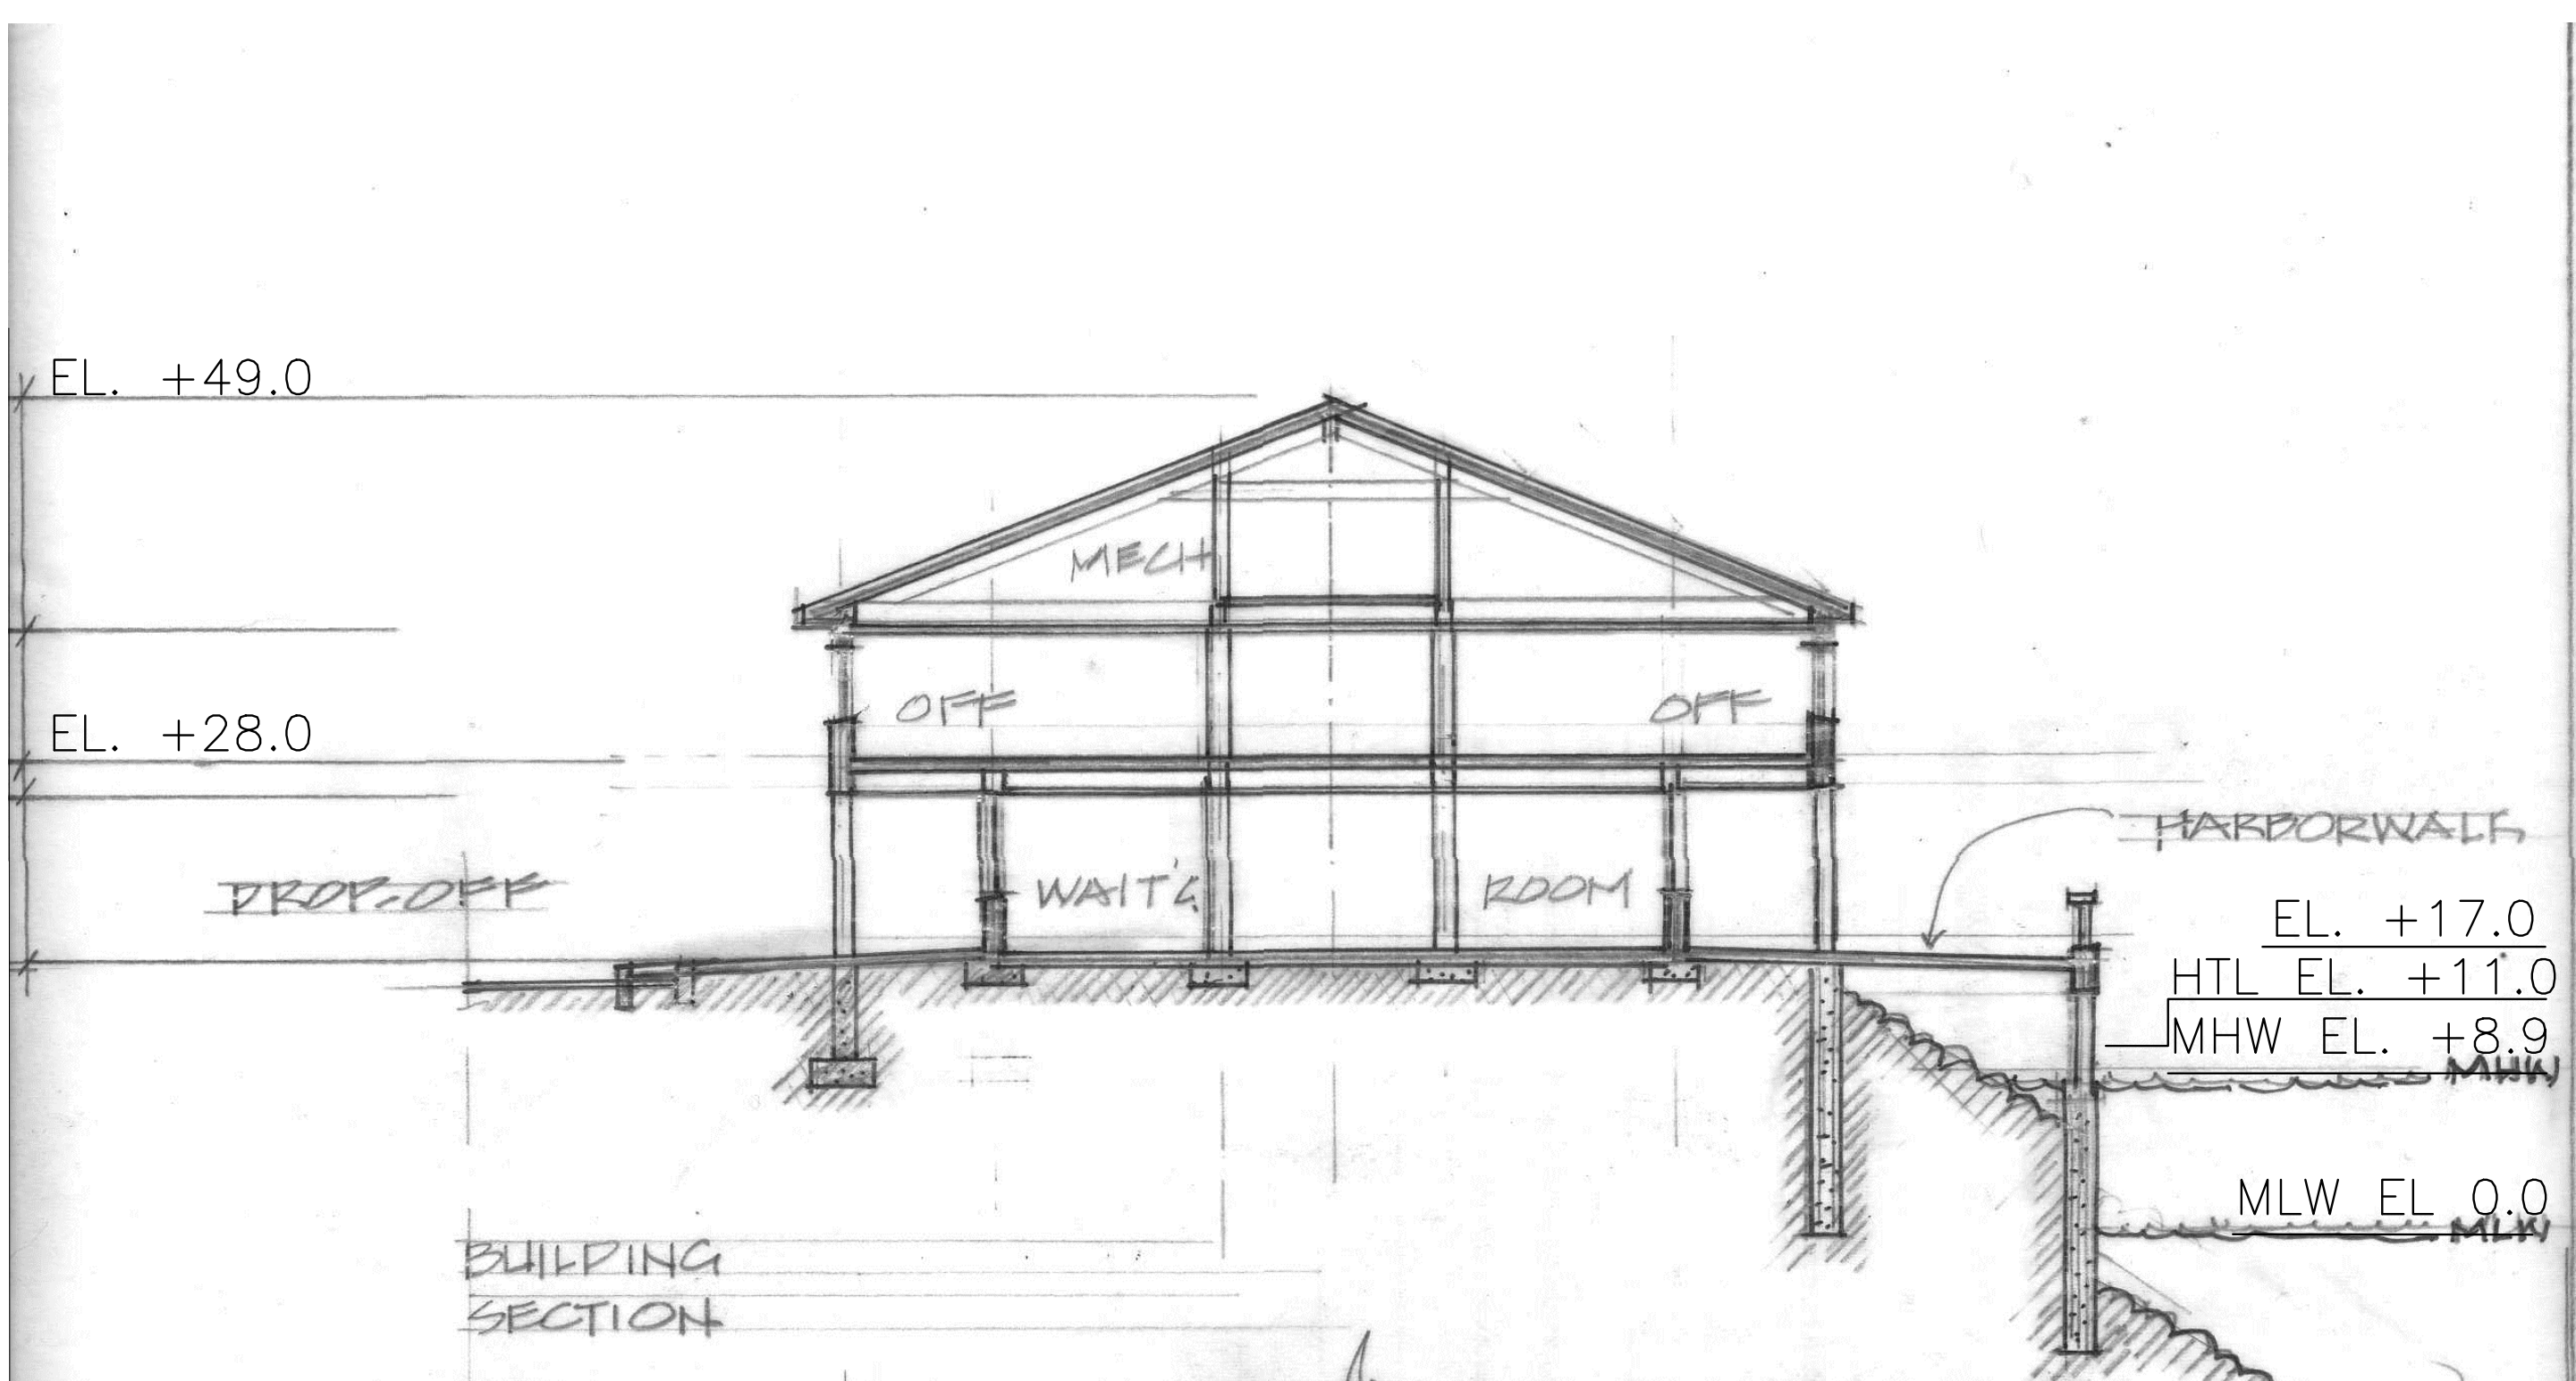 EL. +49.0
MECH
OFF OFF
EL. +28.0
HARBORWALK
DROP-OFF WAIT'G ROOM
EL. +17.0
HTL EL. +11.0
MHW EL. +8.9
MHW
MLW EL 0.0
MLW
BUILDING
SECTION